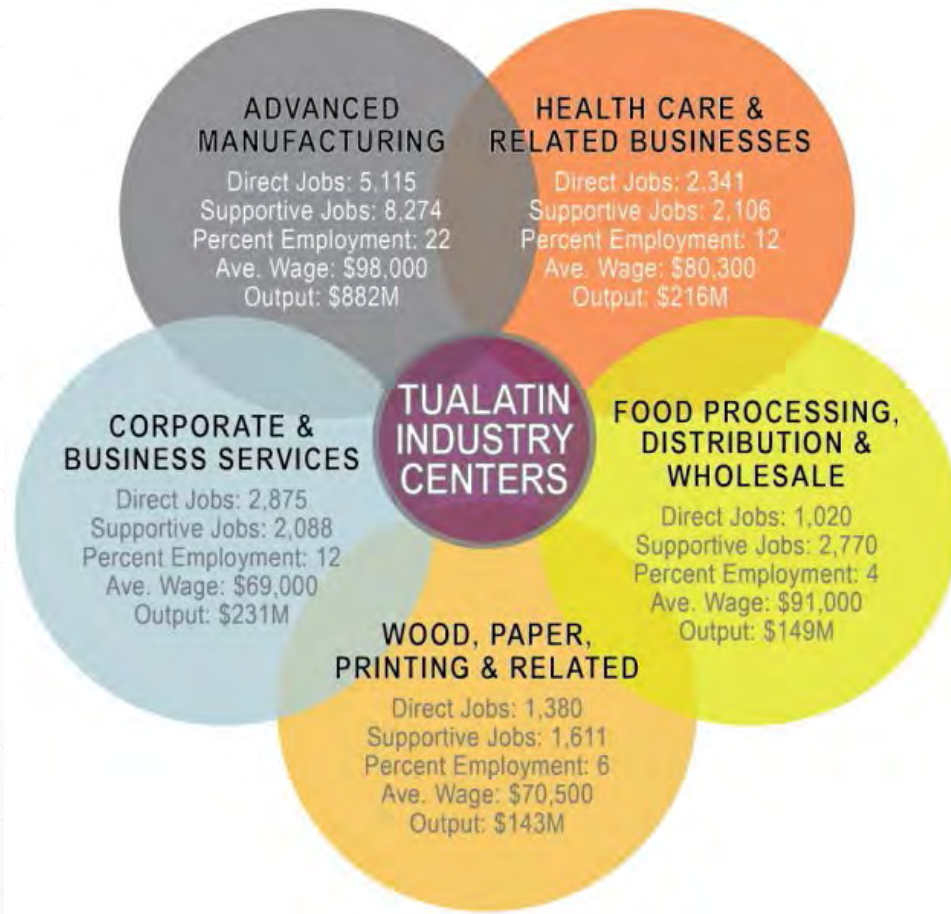 ADVANCED
MANUFACTURING
Direct Jobs: 5,115
Supportive Jobs: 8,274
Percent Employment: 22
Ave. Wage: $98,000
Output: $882M
HEALTH CARE &
RELATED BUSINESSES
Direct Jobs: 2,341
Supportive Jobs: 2,106
Percent Employment: 12
Ave. Wage: $80,300
Output: $216M
TUALATIN
INDUSTRY
CENTERS
CORPORATE &
BUSINESS SERVICES
Direct Jobs: 2,875
Supportive Jobs: 2,088
Percent Employment: 12
Ave. Wage: $69,000
Output: $231M
FOOD PROCESSING,
DISTRIBUTION &
WHOLESALE
Direct Jobs: 1,020
Supportive Jobs: 2,770
Percent Employment: 4
Ave. Wage: $91,000
Output: $149M
WOOD, PAPER,
PRINTING & RELATED
Direct Jobs: 1,380
Supportive Jobs: 1,611
Percent Employment: 6
Ave. Wage: $70,500
Output: $143M